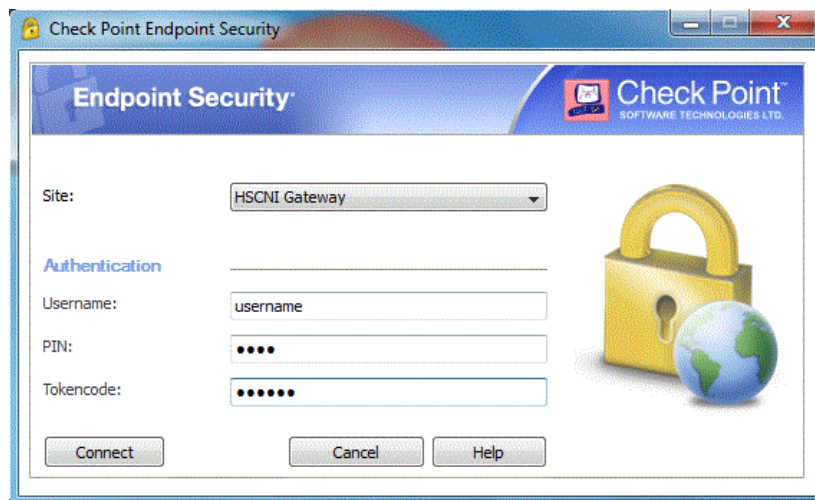 Check Point Endpoint Security
Endpoint Security
Check Point™
SOFTWARE TECHNOLOGIES LTD.
Site: HSCNI Gateway
Authentication
Username: username
PIN: ••••
Tokencode: ••••••
Connect Cancel Help